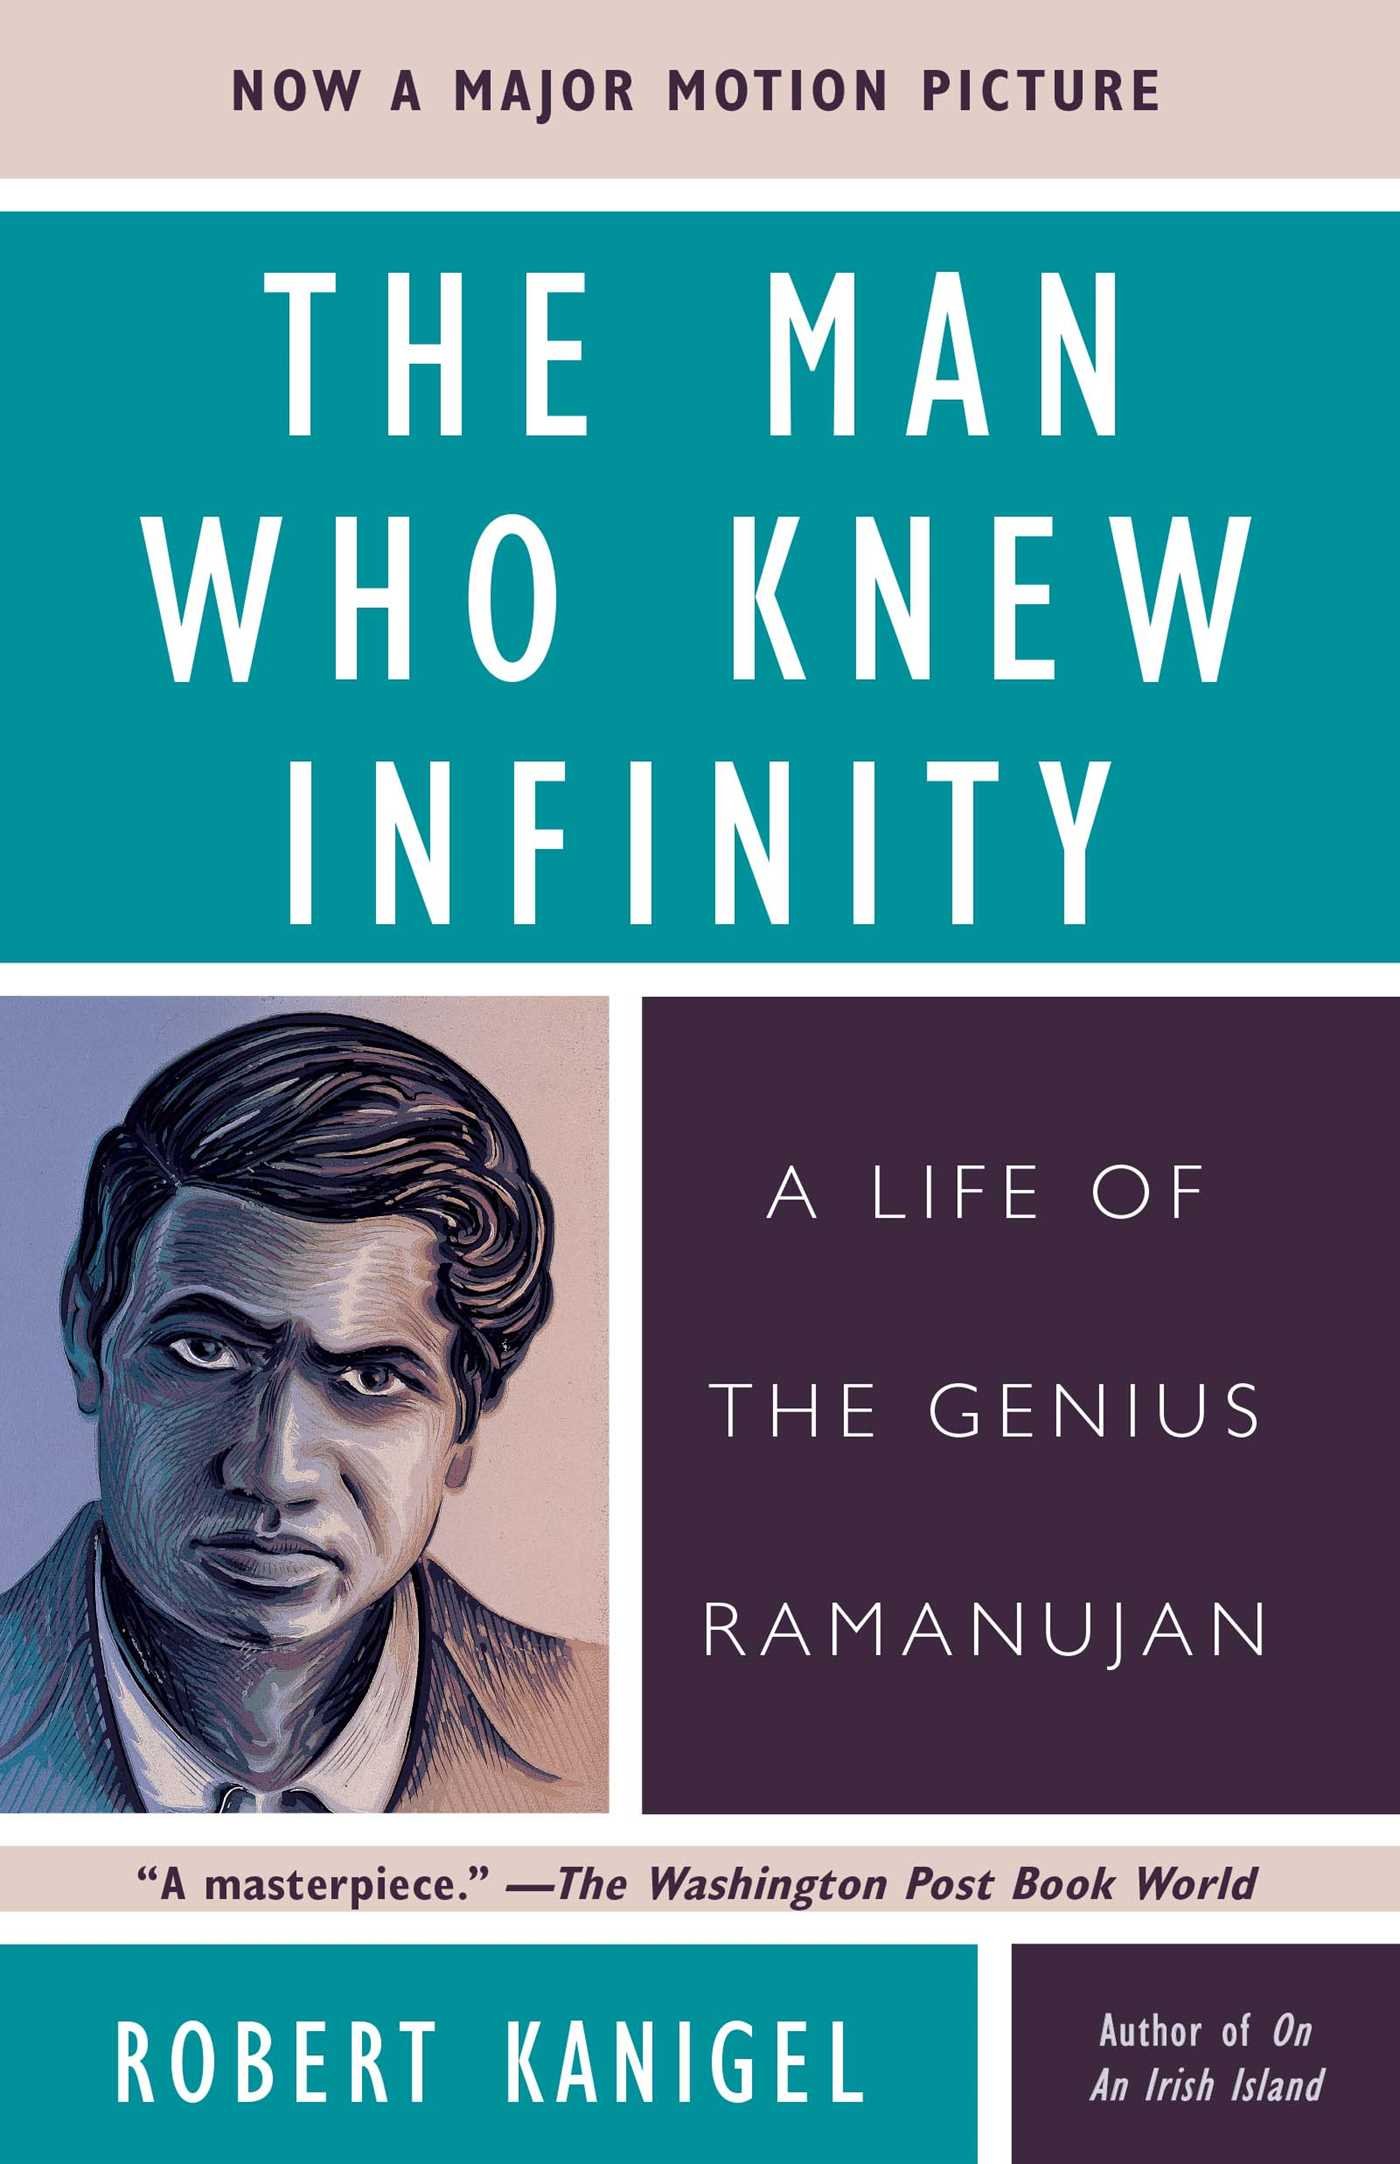 NOW A MAJOR MOTION PICTURE
THE MAN
WHO KNEW
INFINITY
A LIFE OF
THE GENIUS
RAMANUJAN
“A masterpiece.” —The Washington Post Book World
ROBERT KANIGEL
Author of On
An Irish Island